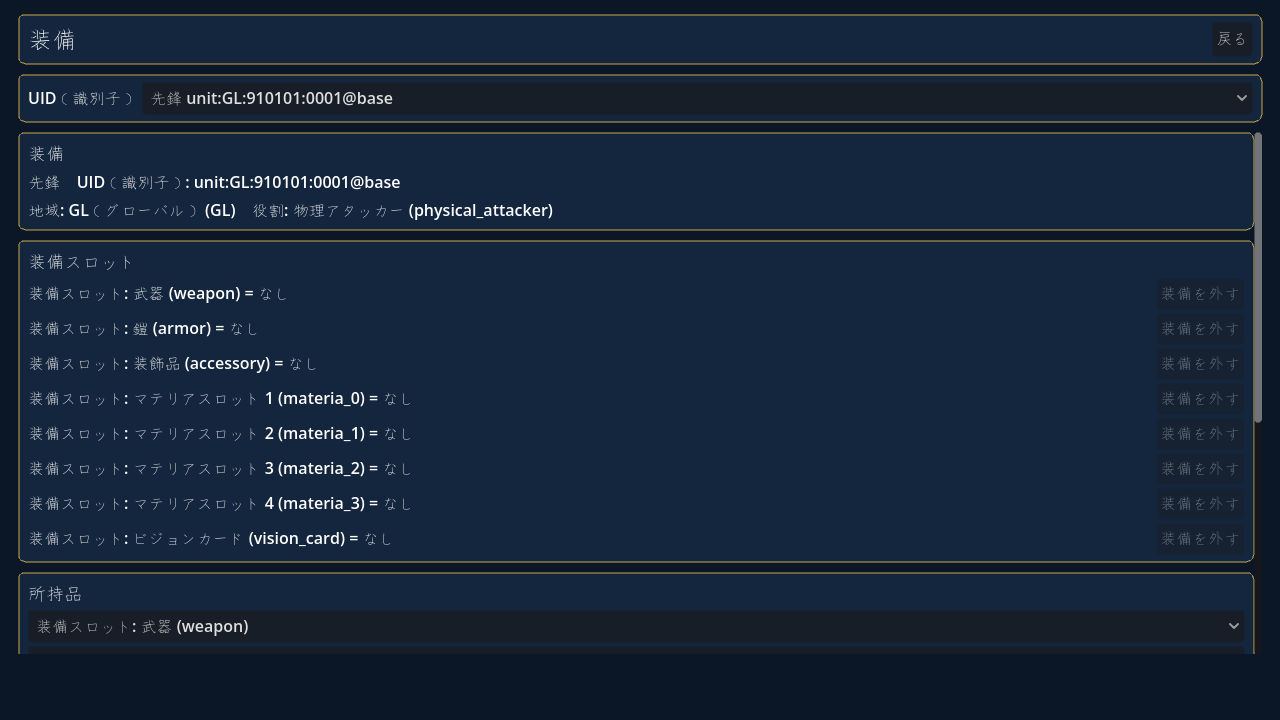 装備
戻る
UID（識別子） 先鋒 unit:GL:910101:0001@base
装備
先鋒　UID（識別子）: unit:GL:910101:0001@base
地域: GL（グローバル） (GL)　役割: 物理アタッカー (physical_attacker)
装備スロット
装備スロット: 武器 (weapon) = なし 装備を外す
装備スロット: 鎧 (armor) = なし 装備を外す
装備スロット: 装飾品 (accessory) = なし 装備を外す
装備スロット: マテリアスロット 1 (materia_0) = なし 装備を外す
装備スロット: マテリアスロット 2 (materia_1) = なし 装備を外す
装備スロット: マテリアスロット 3 (materia_2) = なし 装備を外す
装備スロット: マテリアスロット 4 (materia_3) = なし 装備を外す
装備スロット: ビジョンカード (vision_card) = なし 装備を外す
所持品
装備スロット: 武器 (weapon)